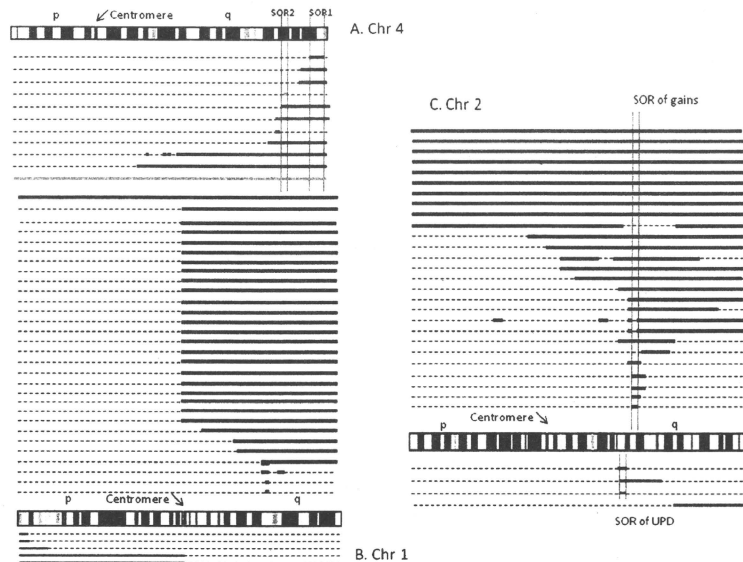 SOR2 SOR1
p Centromere q
A. Chr 4
C. Chr 2
SOR of gains
Centromere
p q
SOR of UPD
Centromere
p q
B. Chr 1